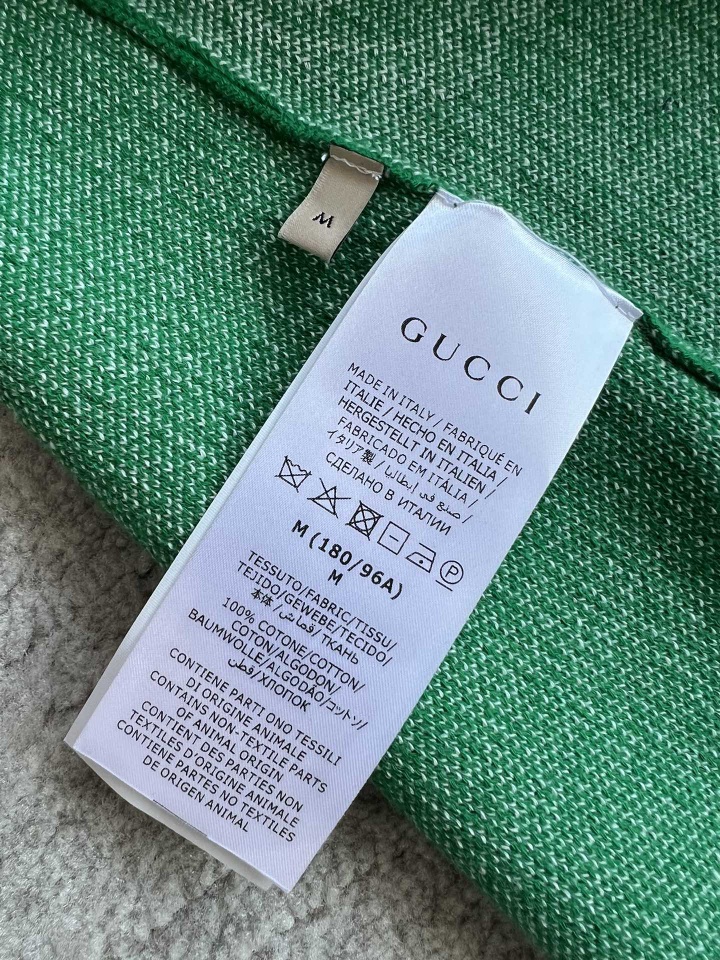 M
GUCCI
MADE IN ITALY / FABRIQUÉ EN
ITALIE / HECHO EN ITALIA /
HERGESTELLT IN ITALIEN /
FABRICADO EM ITÁLIA /
イタリア製 / صنع في إيطاليا /
СДЕЛАНО В ИТАЛИИ
P
M (180/96A)
M
TESSUTO/FABRIC/TISSU/
TEJIDO/GEWEBE/TECIDO/
本体/قماش/ТКАНЬ
100% COTONE/COTTON/
COTON/ALGODON/
BAUMWOLLE/ALGODÃO/コットン/
قطن/ХЛОПОК
CONTIENE PARTI ONO TESSILI
DI ORIGINE ANIMALE
CONTAINS NON-TEXTILE PARTS
OF ANIMAL ORIGIN
CONTIENT DES PARTIES NON
TEXTILES D'ORIGINE ANIMALE
CONTIENE PARTES NO TEXTILES
DE ORIGEN ANIMAL